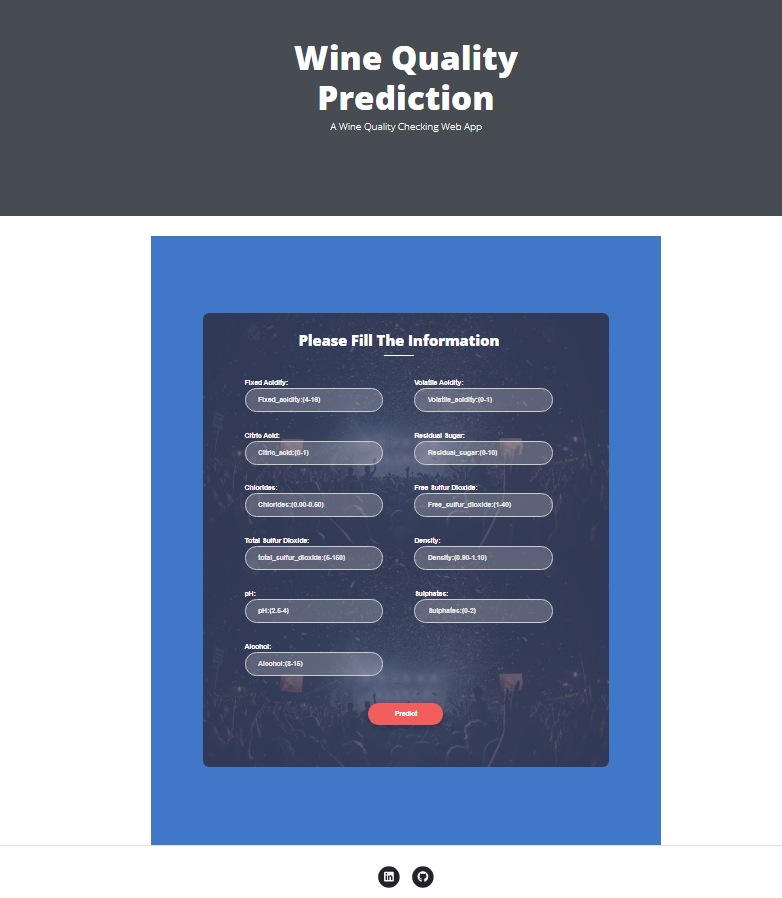 Wine Quality
Prediction
A Wine Quality Checking Web App
Please Fill The Information
Fixed Acidity:
Volatile Acidity:
Fixed_acidity:(4-16)
Volatile_acidity:(0-1)
Citric Acid:
Residual Sugar:
Citric_acid:(0-1)
Residual_sugar:(0-10)
Chlorides:
Free Sulfur Dioxide:
Chlorides:(0.00-0.60)
Free_sulfur_dioxide:(1-40)
Total Sulfur Dioxide:
Density:
total_sulfur_dioxide:(6-150)
Density:(0.90-1.10)
pH:
Sulphates:
pH:(2.5-4)
Sulphates:(0-2)
Alcohol:
Alcohol:(8-15)
Predict
in